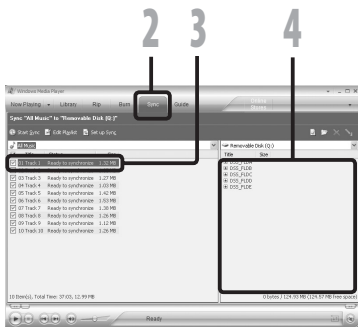 2 3 4
Windows Media Player
Now Playing Library Rip Burn Sync Guide Online Stores
Sync "All Music" to "Removable Disk (Q:)"
Start Sync Edit Playlist Set up Sync
All Music Removable Disk (Q:)
Title Size
01 Track 1 Ready to synchronize 1.32 MB
03 Track 3 Ready to synchronize 1.27 MB
04 Track 4 Ready to synchronize 1.03 MB
05 Track 5 Ready to synchronize 1.42 MB
06 Track 6 Ready to synchronize 1.53 MB
07 Track 7 Ready to synchronize 1.38 MB
08 Track 8 Ready to synchronize 1.26 MB
09 Track 9 Ready to synchronize 1.12 MB
10 Track 10 Ready to synchronize 1.26 MB
DSS_FLDA
DSS_FLDB
DSS_FLDC
DSS_FLDD
DSS_FLDE
10 Item(s), Total Time: 37:03, 12.99 MB
0 bytes / 124.93 MB (124.57 MB free space)
Ready